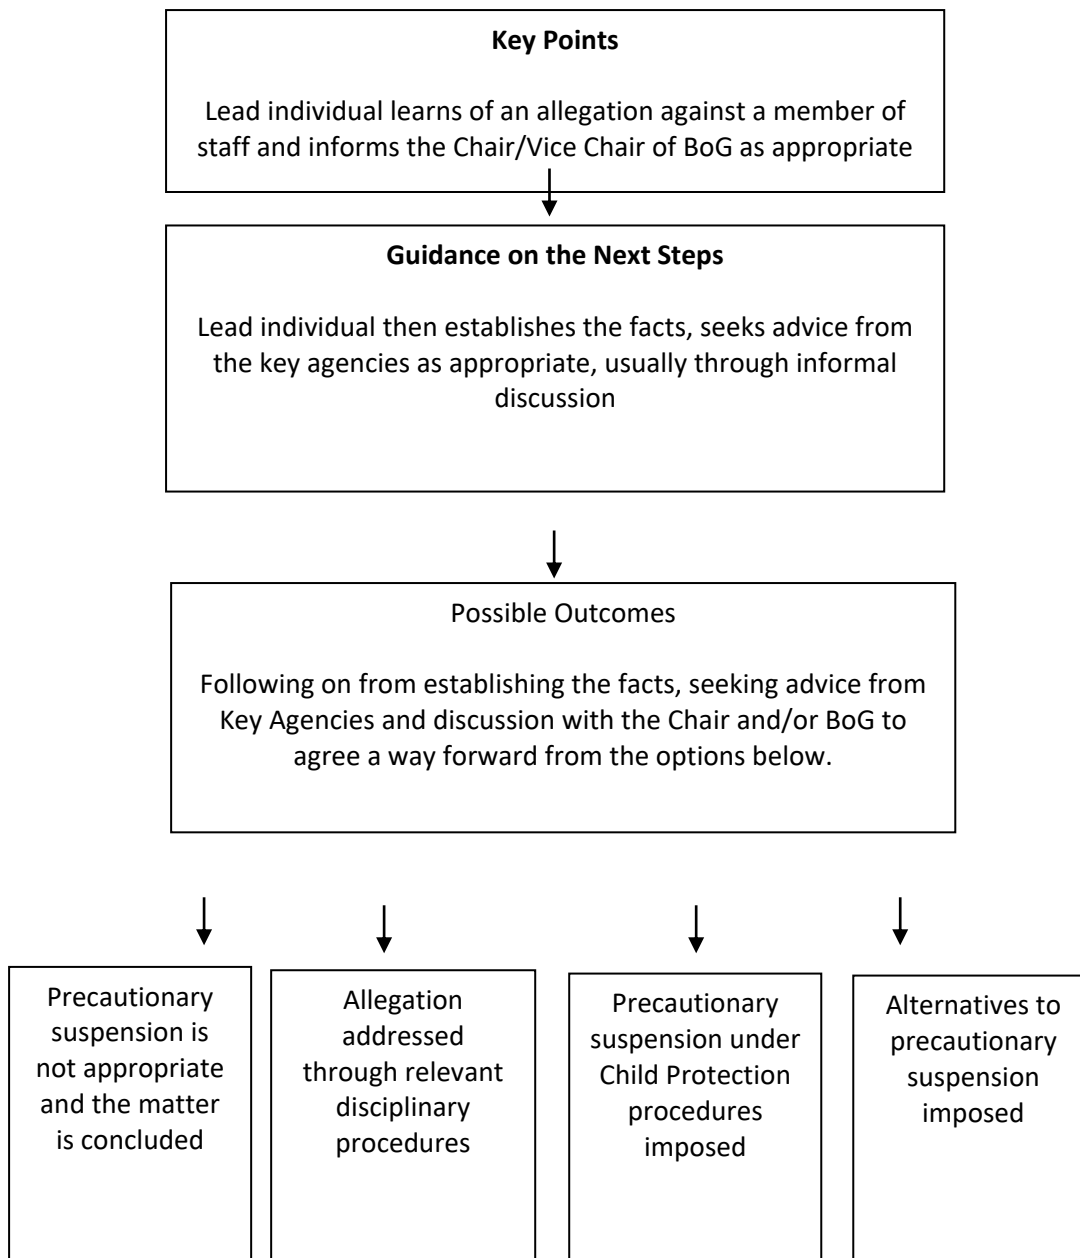 Key Points
Lead individual learns of an allegation against a member of
staff and informs the Chair/Vice Chair of BoG as appropriate
Guidance on the Next Steps
Lead individual then establishes the facts, seeks advice from
the key agencies as appropriate, usually through informal
discussion
Possible Outcomes
Following on from establishing the facts, seeking advice from
Key Agencies and discussion with the Chair and/or BoG to
agree a way forward from the options below.
Precautionary
suspension is
not appropriate
and the matter
is concluded
Allegation
addressed
through relevant
disciplinary
procedures
Precautionary
suspension under
Child Protection
procedures
imposed
Alternatives to
precautionary
suspension
imposed